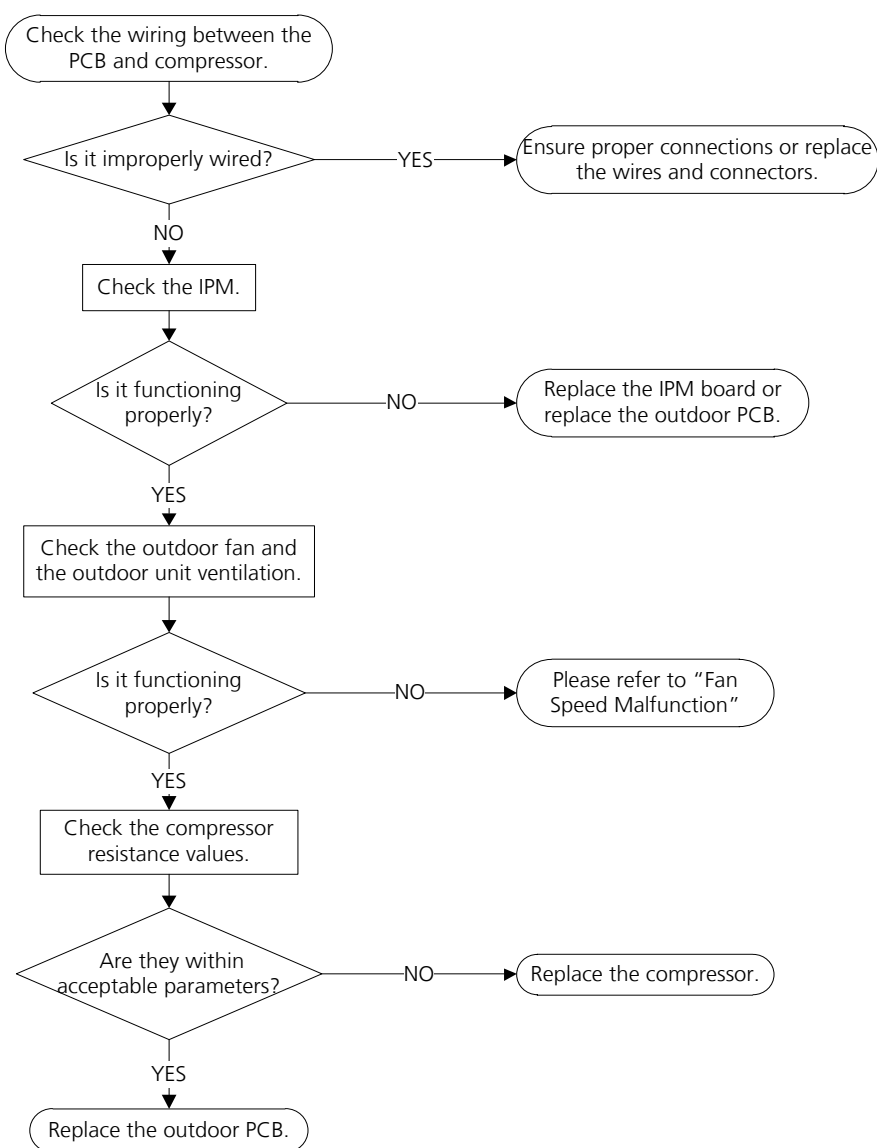 Check the wiring between the
PCB and compressor.
Is it improperly wired?
YES
Ensure proper connections or replace
the wires and connectors.
NO
Check the IPM.
Is it functioning
properly?
NO
Replace the IPM board or
replace the outdoor PCB.
YES
Check the outdoor fan and
the outdoor unit ventilation.
Is it functioning
properly?
NO
Please refer to “Fan
Speed Malfunction”
YES
Check the compressor
resistance values.
Are they within
acceptable parameters?
NO
Replace the compressor.
YES
Replace the outdoor PCB.